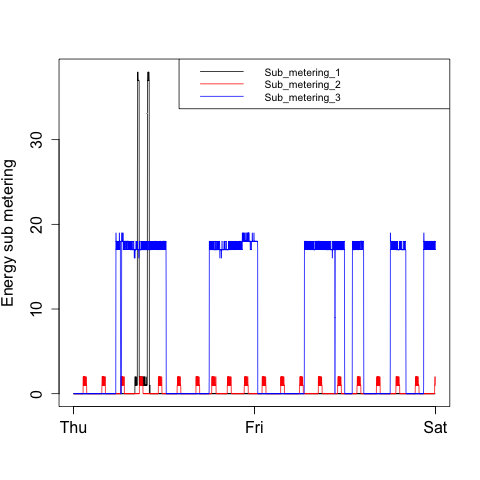 Sub_metering_1
Sub_metering_2
Sub_metering_3
Energy sub metering
30
20
10
0
Thu Fri Sat